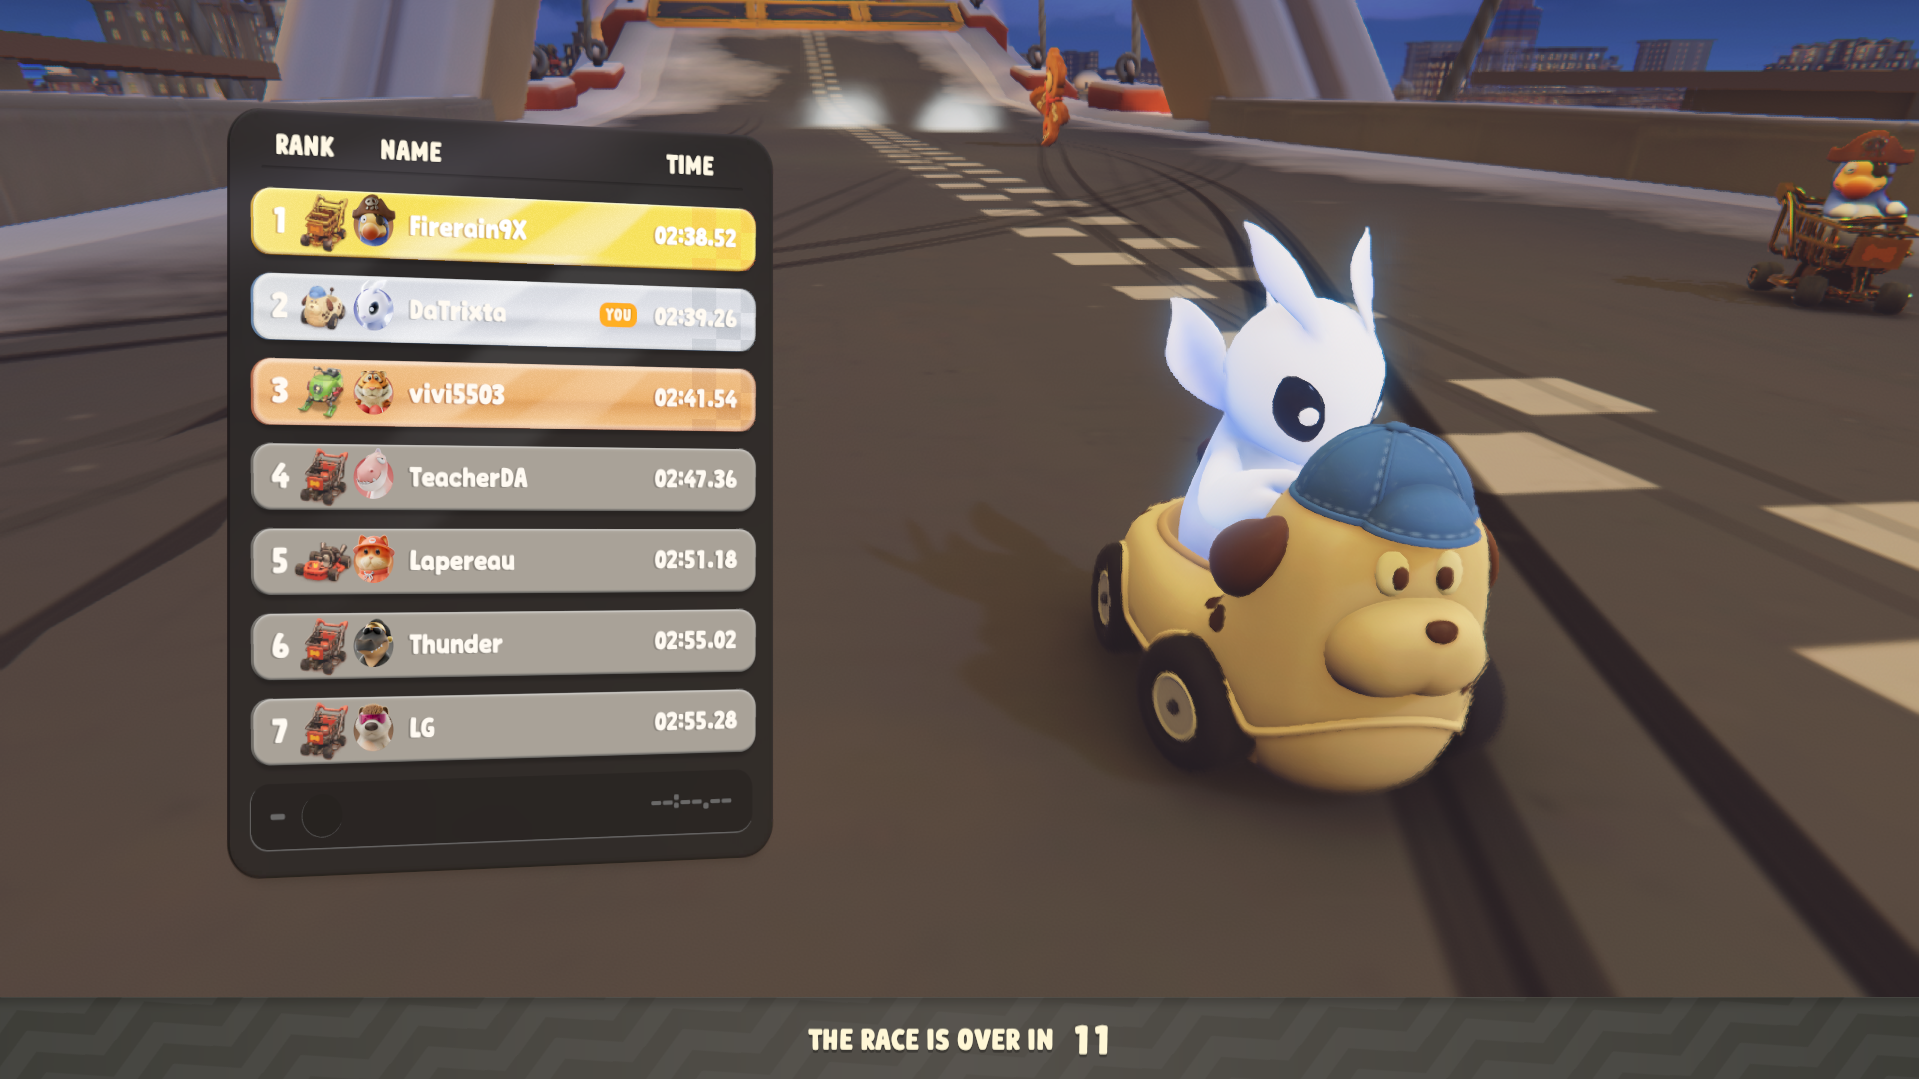 RANK NAME TIME
1 Firerain9X 02:38.52
2 DaTrixta YOU 02:39.26
3 vivi5503 02:41.54
4 TeacherDA 02:47.36
5 Lapereau 02:51.18
6 Thunder 02:55.02
7 LG 02:55.28
- --:--.--
THE RACE IS OVER IN 11